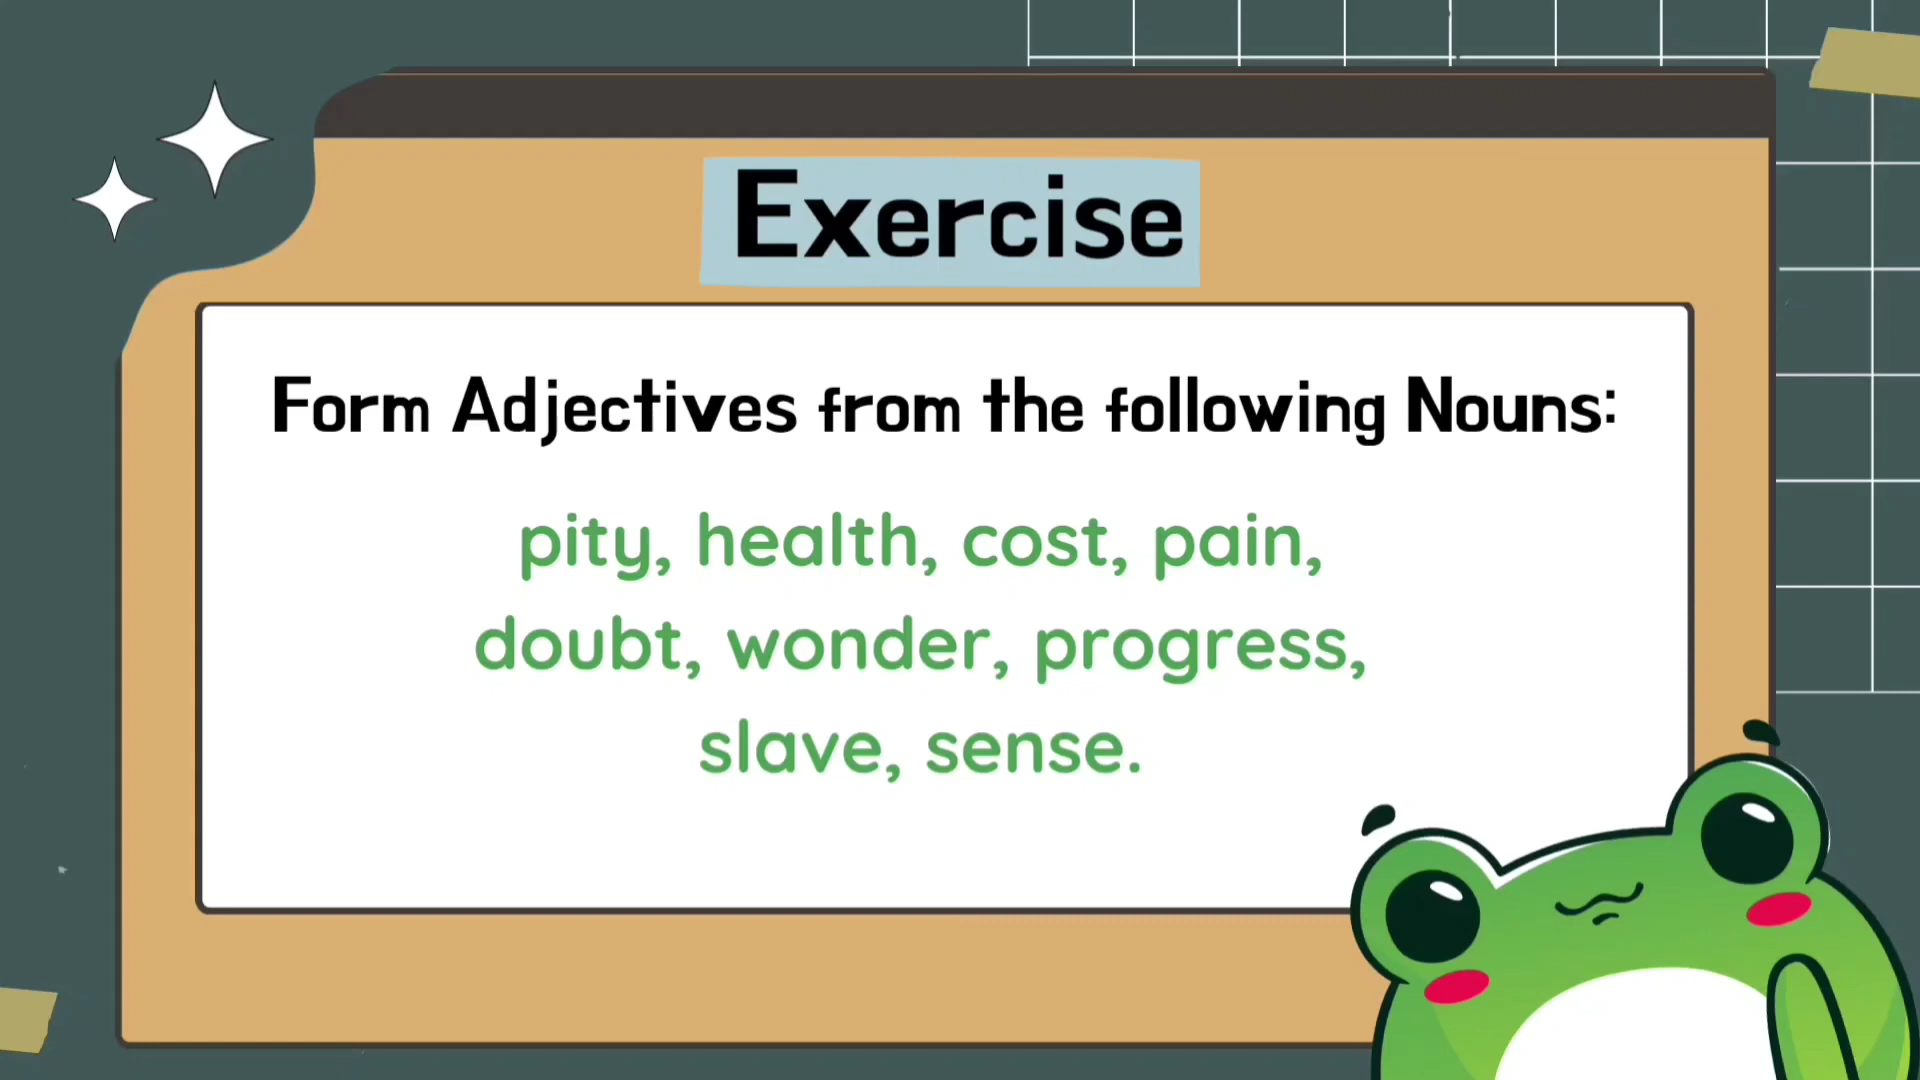 Exercise
Form Adjectives from the following Nouns:
pity, health, cost, pain,
doubt, wonder, progress,
slave, sense.